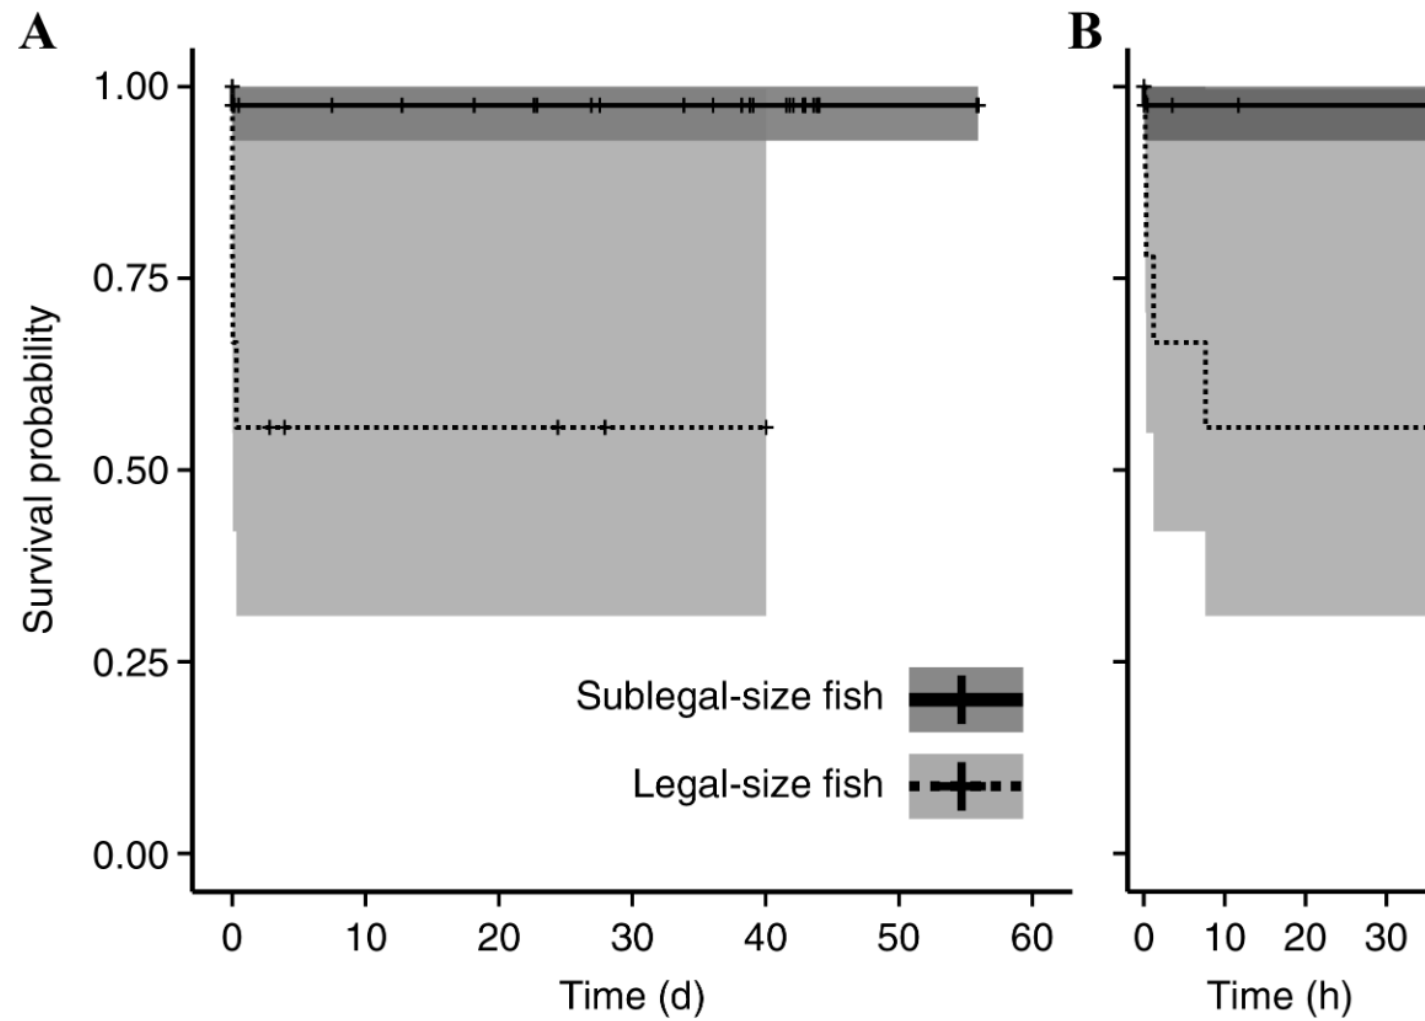 A
B
1.00
0.75
0.50
0.25
0.00
Survival probability
Sublegal-size fish
Legal-size fish
0 10 20 30 40 50 60
Time (d)
0 10 20 30
Time (h)